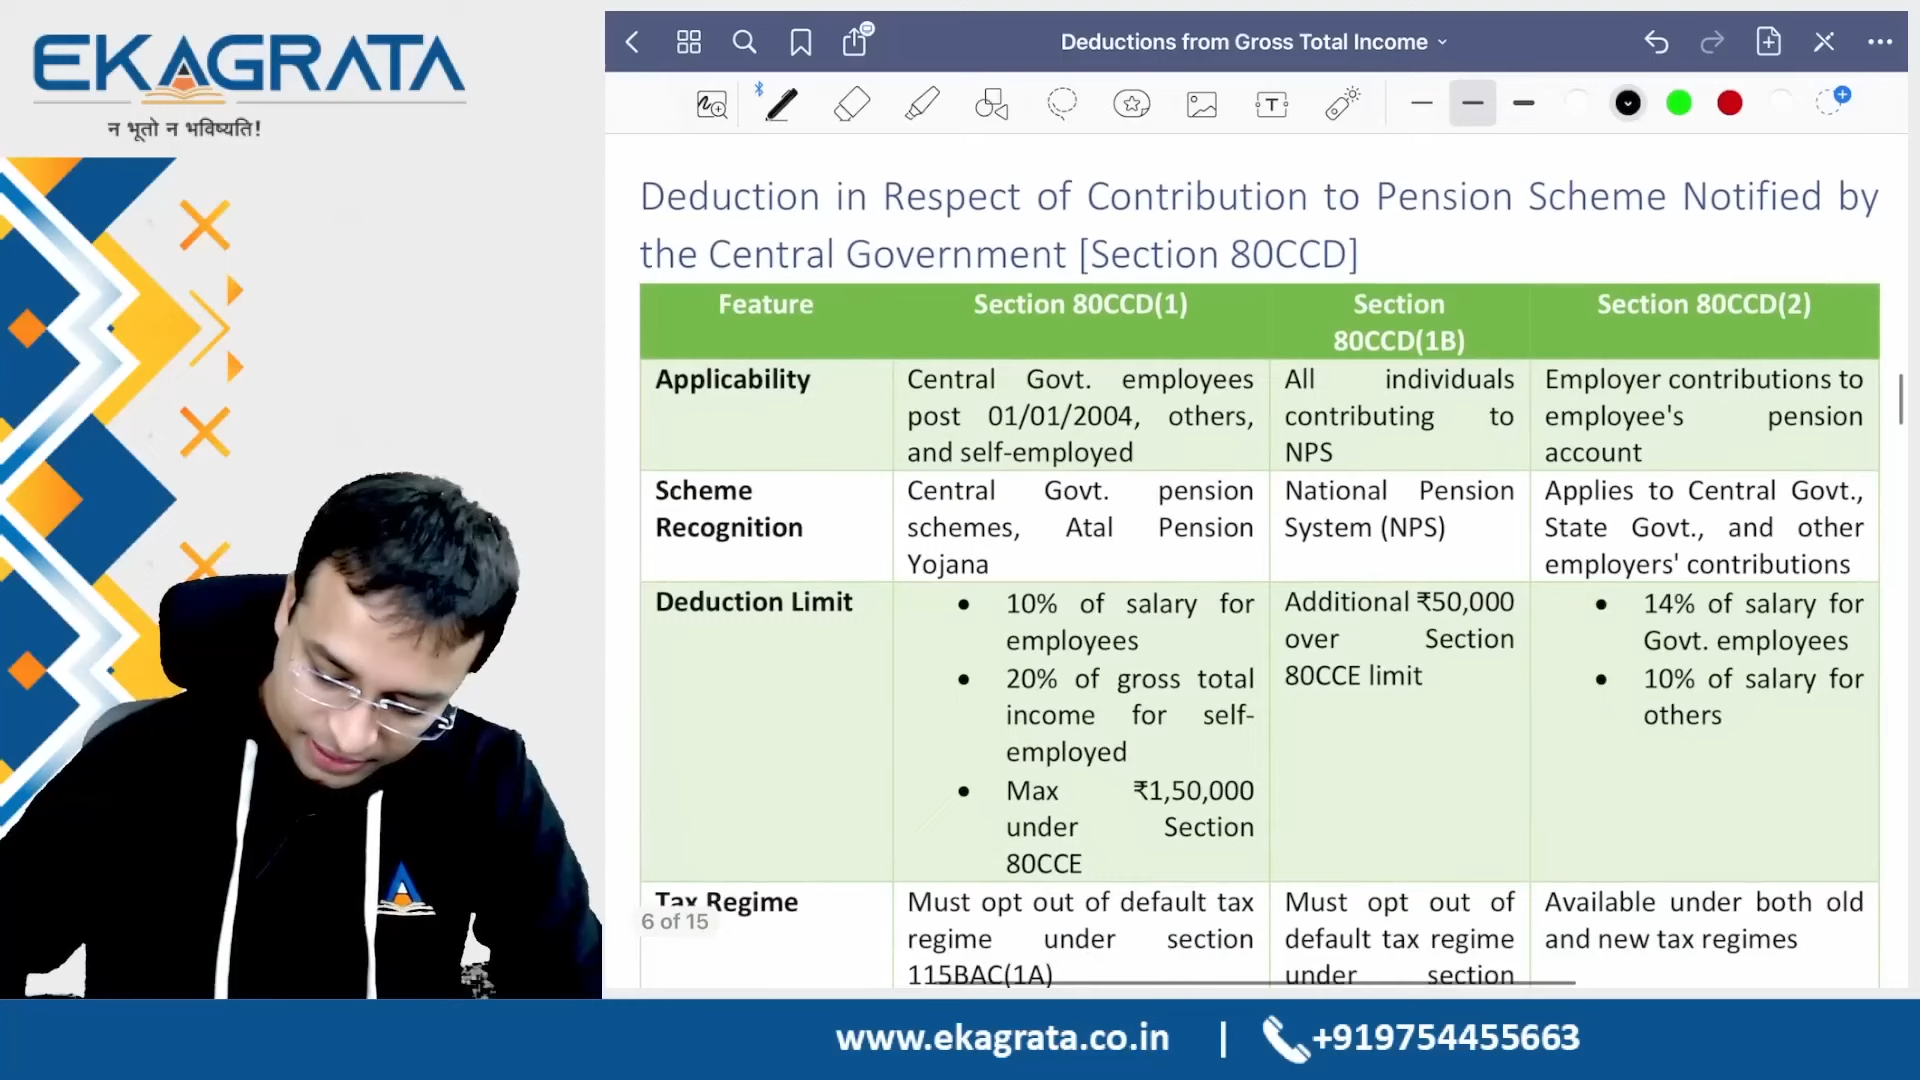 EKAGRATA
न भूतो न भविष्यति!
Deductions from Gross Total Income
T
Deduction in Respect of Contribution to Pension Scheme Notified by
the Central Government [Section 80CCD]
Feature
Section 80CCD(1)
Section
80CCD(1B)
Section 80CCD(2)
Applicability
Central Govt. employees
post 01/01/2004, others,
and self-employed
All individuals
contributing to
NPS
Employer contributions to
employee's pension
account
Scheme
Recognition
Central Govt. pension
schemes, Atal Pension
Yojana
National Pension
System (NPS)
Applies to Central Govt.,
State Govt., and other
employers' contributions
Deduction Limit
• 10% of salary for
employees
• 20% of gross total
income for self-
employed
• Max ₹1,50,000
under Section
80CCE
Additional ₹50,000
over Section
80CCE limit
• 14% of salary for
Govt. employees
• 10% of salary for
others
Tax Regime
Must opt out of default tax
regime under section
115BAC(1A)
Must opt out of
default tax regime
under section
Available under both old
and new tax regimes
6 of 15
www.ekagrata.co.in | +919754455663